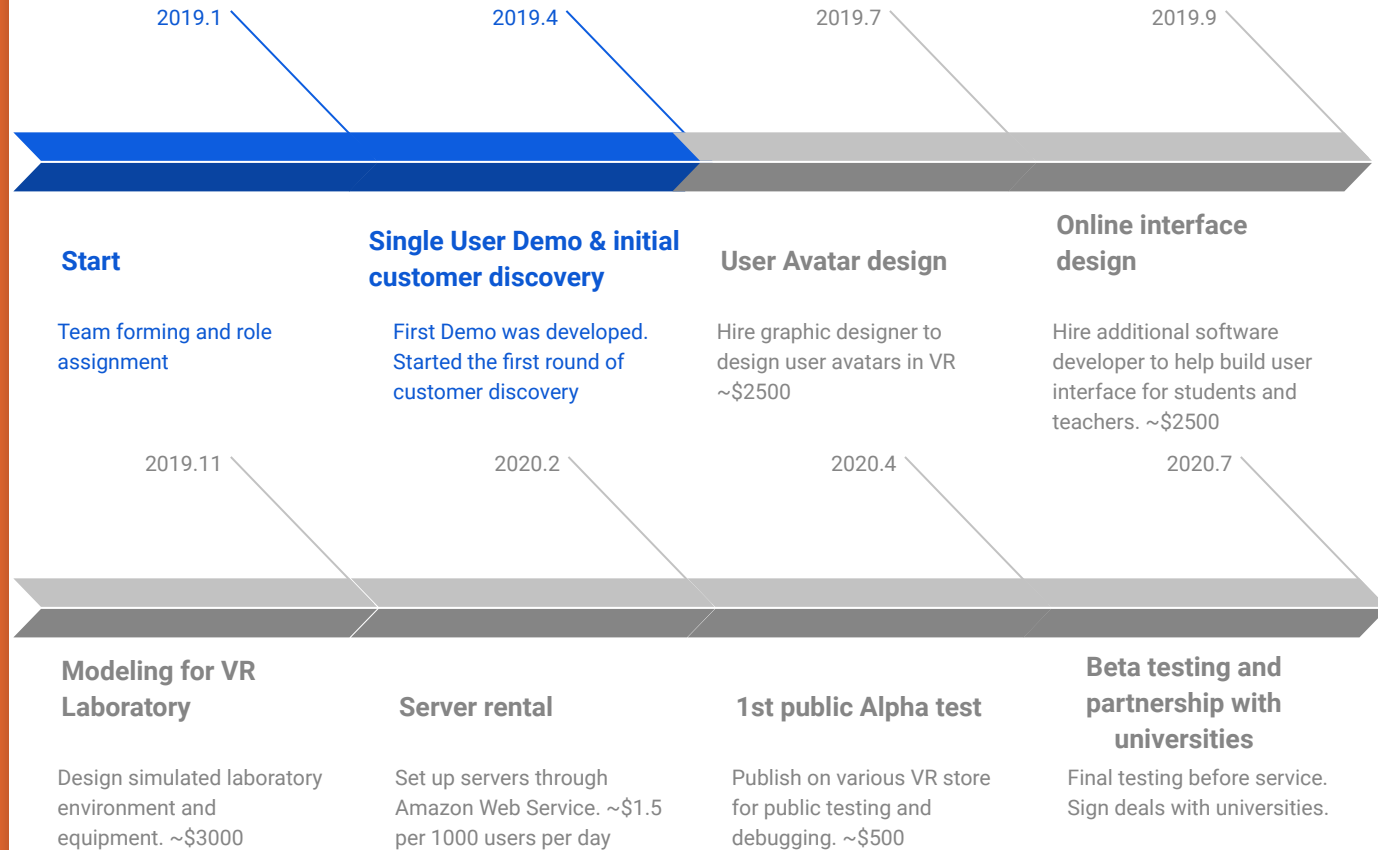 2019.1
2019.4
2019.7
2019.9
Start
Single User Demo & initial
customer discovery
User Avatar design
Online interface
design
Team forming and role
assignment
First Demo was developed.
Started the first round of
customer discovery
Hire graphic designer to
design user avatars in VR
~$2500
Hire additional software
developer to help build user
interface for students and
teachers. ~$2500
2019.11
2020.2
2020.4
2020.7
Modeling for VR
Laboratory
Server rental
1st public Alpha test
Beta testing and
partnership with
universities
Design simulated laboratory
environment and
equipment. ~$3000
Set up servers through
Amazon Web Service. ~$1.5
per 1000 users per day
Publish on various VR store
for public testing and
debugging. ~$500
Final testing before service.
Sign deals with universities.